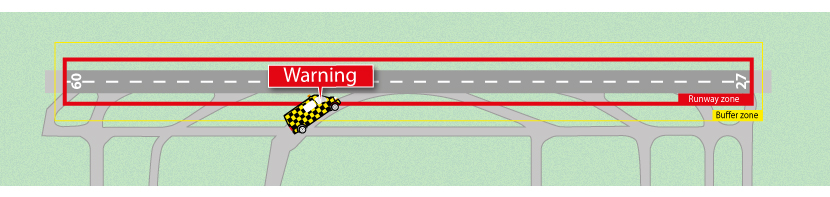 Warning
09
27
Runway zone
Buffer zone